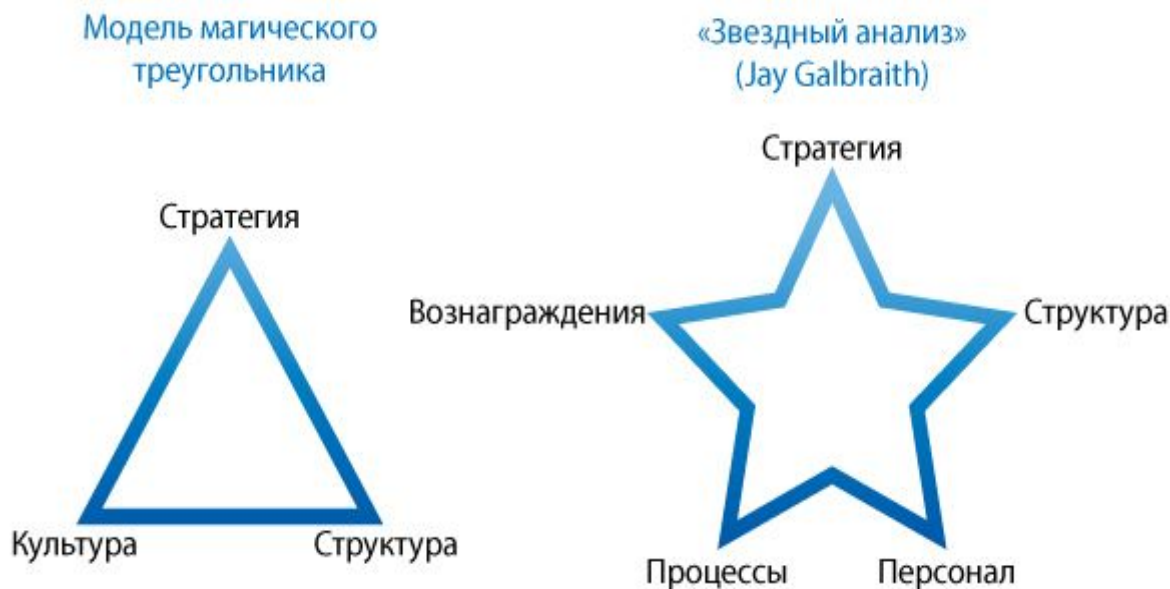 Модель магического
треугольника
Стратегия
Культура
Структура
«Звездный анализ»
(Jay Galbraith)
Стратегия
Вознаграждения
Структура
Процессы
Персонал